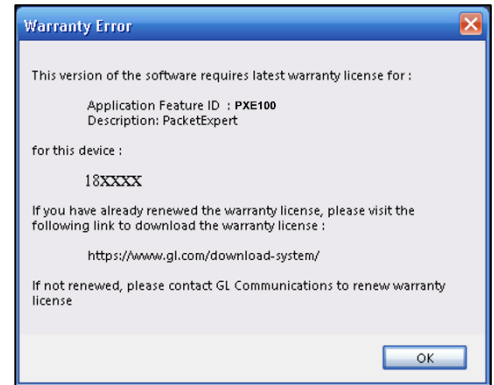 Warranty Error
This version of the software requires latest warranty license for :
Application Feature ID : PXE100
Description: PacketExpert
for this device :
18XXXX
If you have already renewed the warranty license, please visit the
following link to download the warranty license :
https://www.gl.com/download-system/
If not renewed, please contact GL Communications to renew warranty
license
OK